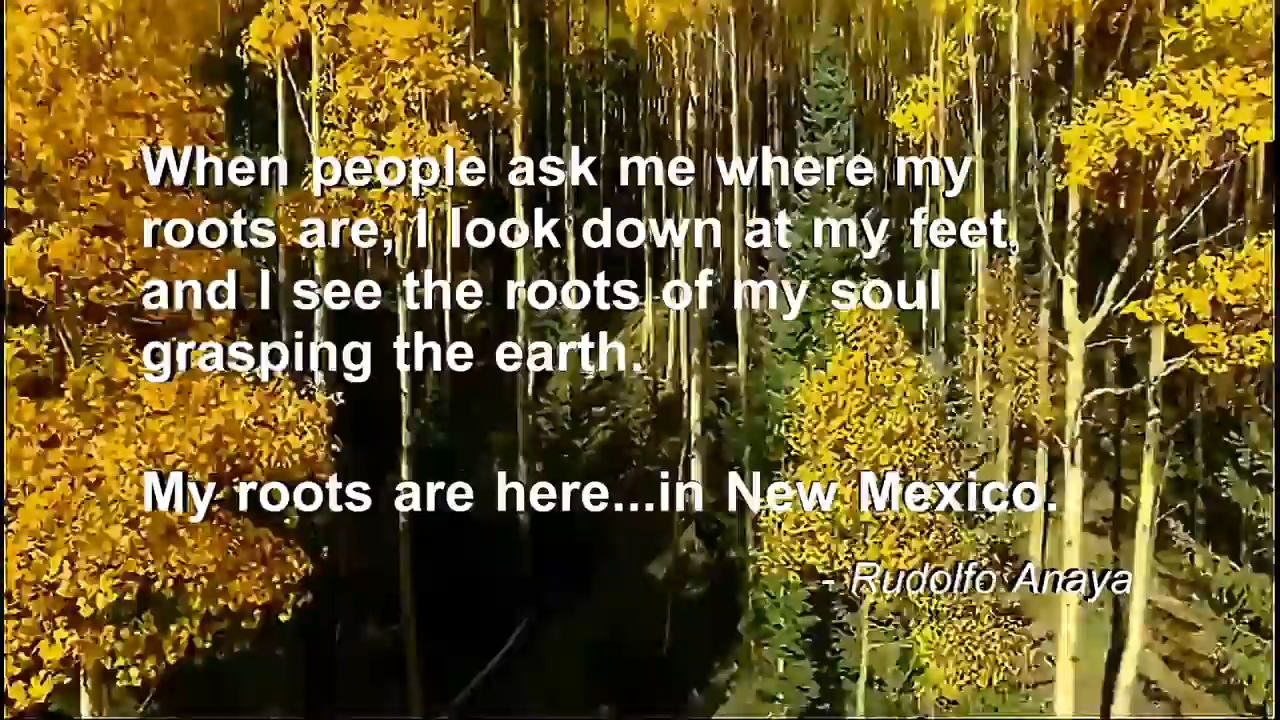 When people ask me where my
roots are, I look down at my feet,
and I see the roots of my soul
grasping the earth.
My roots are here...in New Mexico.
- Rudolfo Anaya